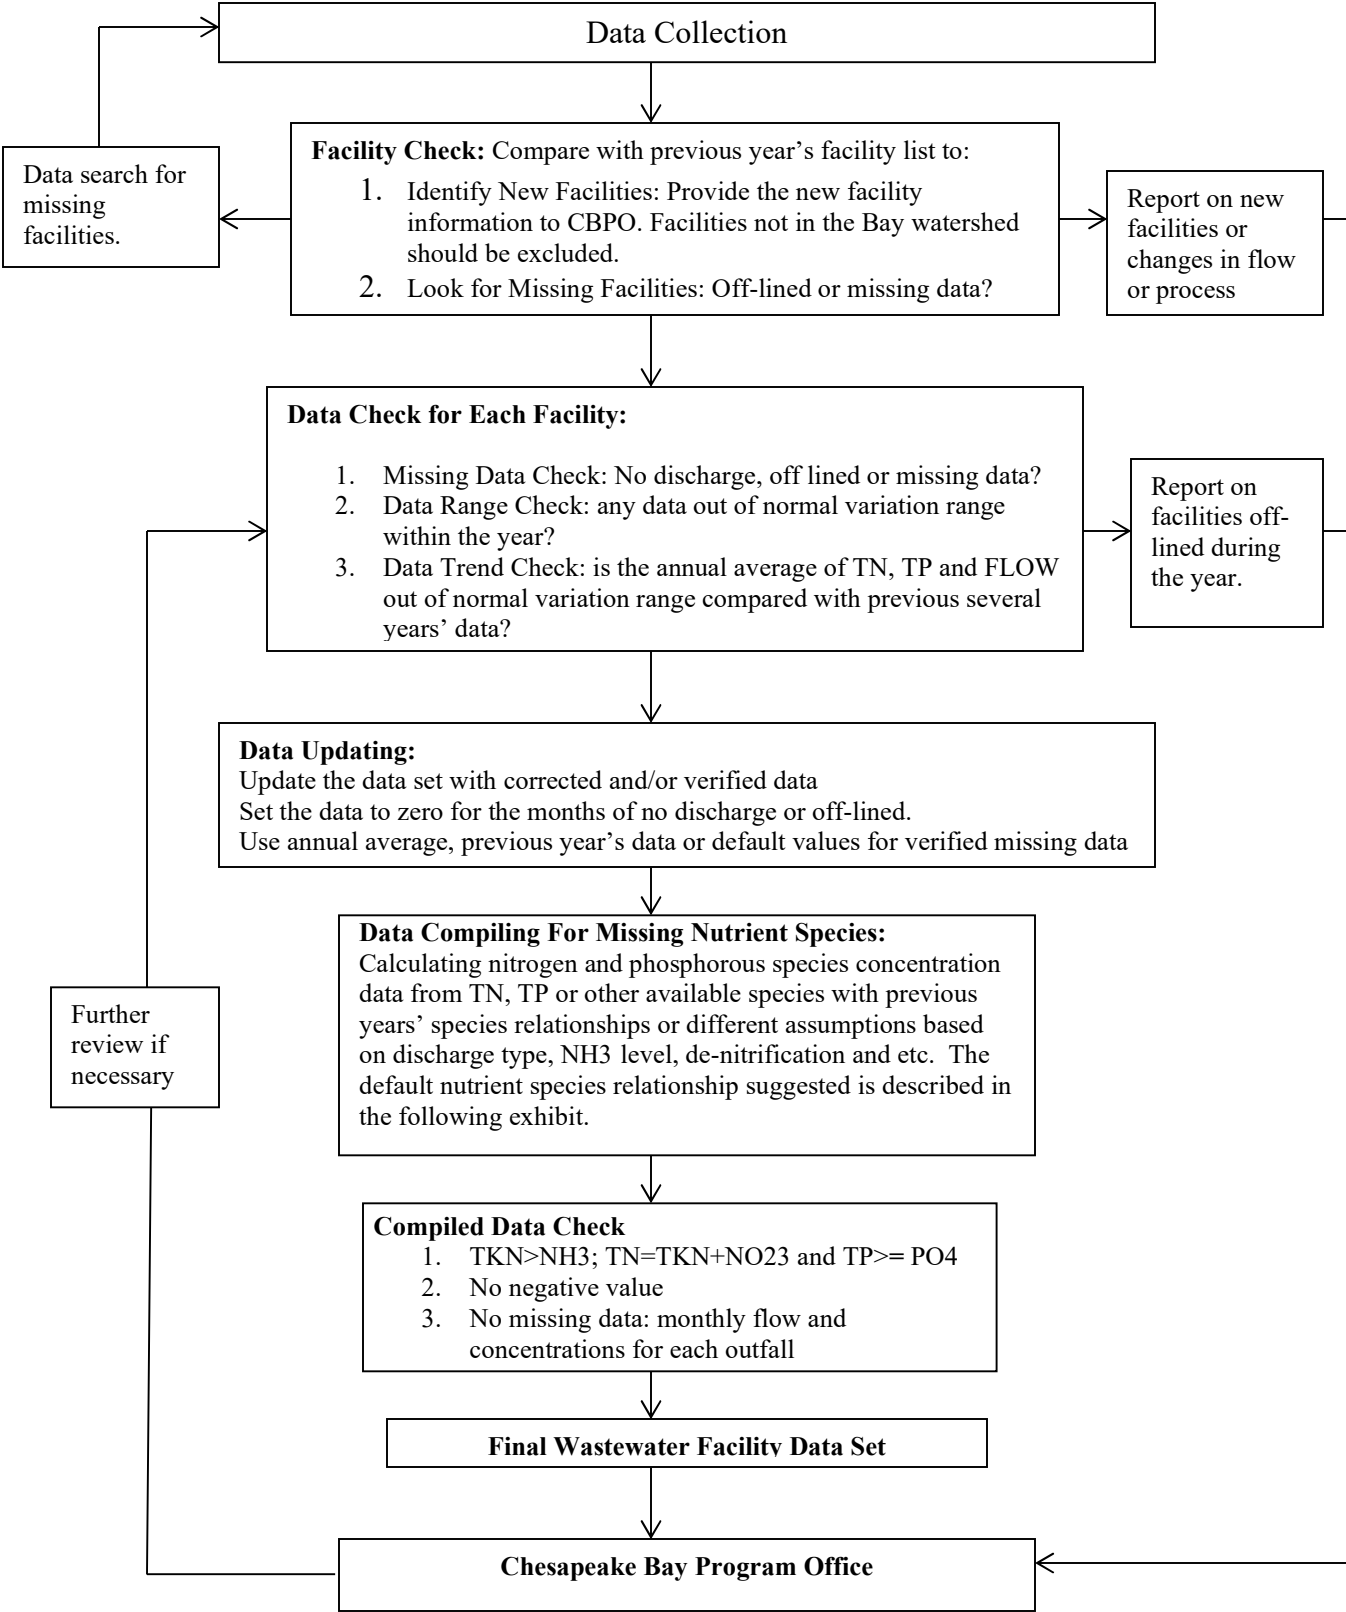 Data Collection
Data search for
missing
facilities.
Facility Check: Compare with previous year’s facility list to:
1. Identify New Facilities: Provide the new facility
information to CBPO. Facilities not in the Bay watershed
should be excluded.
2. Look for Missing Facilities: Off-lined or missing data?
Report on new
facilities or
changes in flow
or process
Data Check for Each Facility:
1. Missing Data Check: No discharge, off lined or missing data?
2. Data Range Check: any data out of normal variation range
within the year?
3. Data Trend Check: is the annual average of TN, TP and FLOW
out of normal variation range compared with previous several
years’ data?
Report on
facilities off-
lined during
the year.
Data Updating:
Update the data set with corrected and/or verified data
Set the data to zero for the months of no discharge or off-lined.
Use annual average, previous year’s data or default values for verified missing data
Data Compiling For Missing Nutrient Species:
Calculating nitrogen and phosphorous species concentration
data from TN, TP or other available species with previous
years’ species relationships or different assumptions based
on discharge type, NH3 level, de-nitrification and etc.  The
default nutrient species relationship suggested is described in
the following exhibit.
Further
review if
necessary
Compiled Data Check
1. TKN>NH3; TN=TKN+NO23 and TP>= PO4
2. No negative value
3. No missing data: monthly flow and
concentrations for each outfall
Final Wastewater Facility Data Set
Chesapeake Bay Program Office